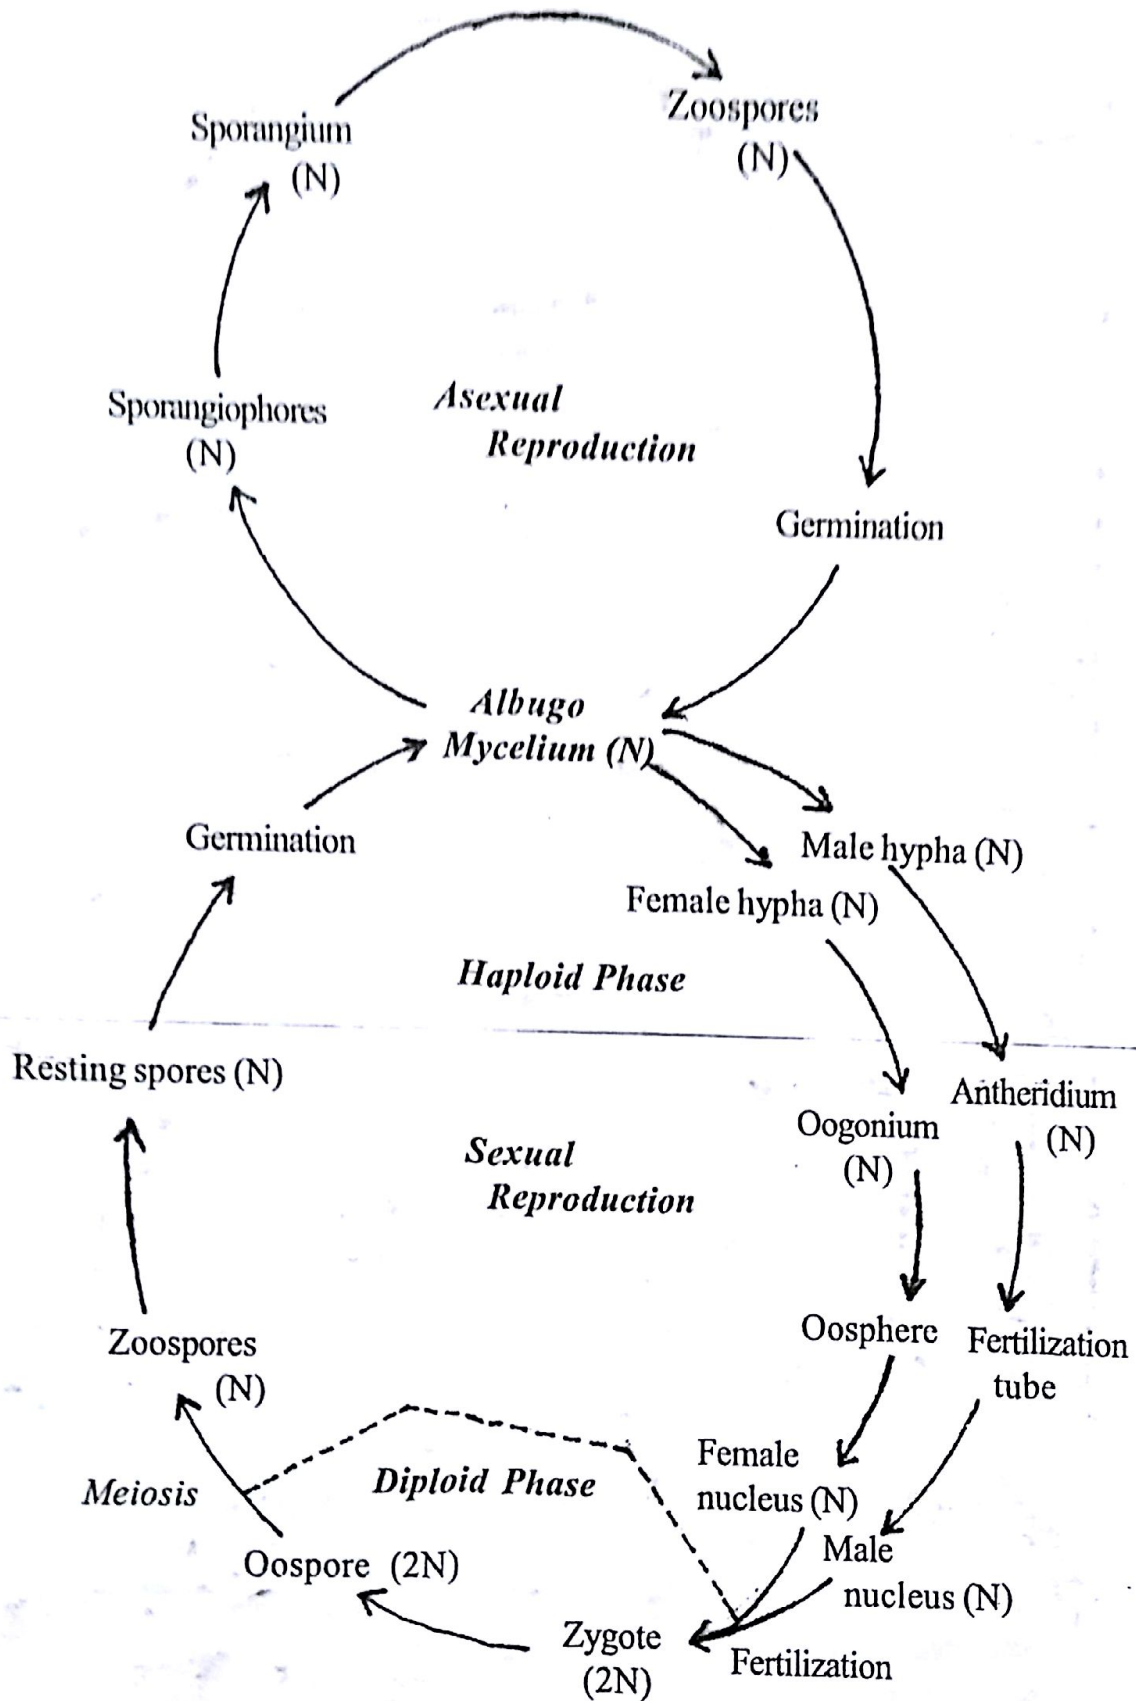 Sporangium
(N)
Zoospores
(N)
Sporangiophores
(N)
Asexual
Reproduction
Germination
Albugo
Mycelium (N)
Germination
Male hypha (N)
Female hypha (N)
Haploid Phase
Resting spores (N)
Antheridium
(N)
Oogonium
(N)
Sexual
Reproduction
Oosphere
Fertilization
tube
Zoospores
(N)
Female
nucleus (N)
Meiosis
Diploid Phase
Male
nucleus (N)
Oospore (2N)
Zygote
(2N)
Fertilization